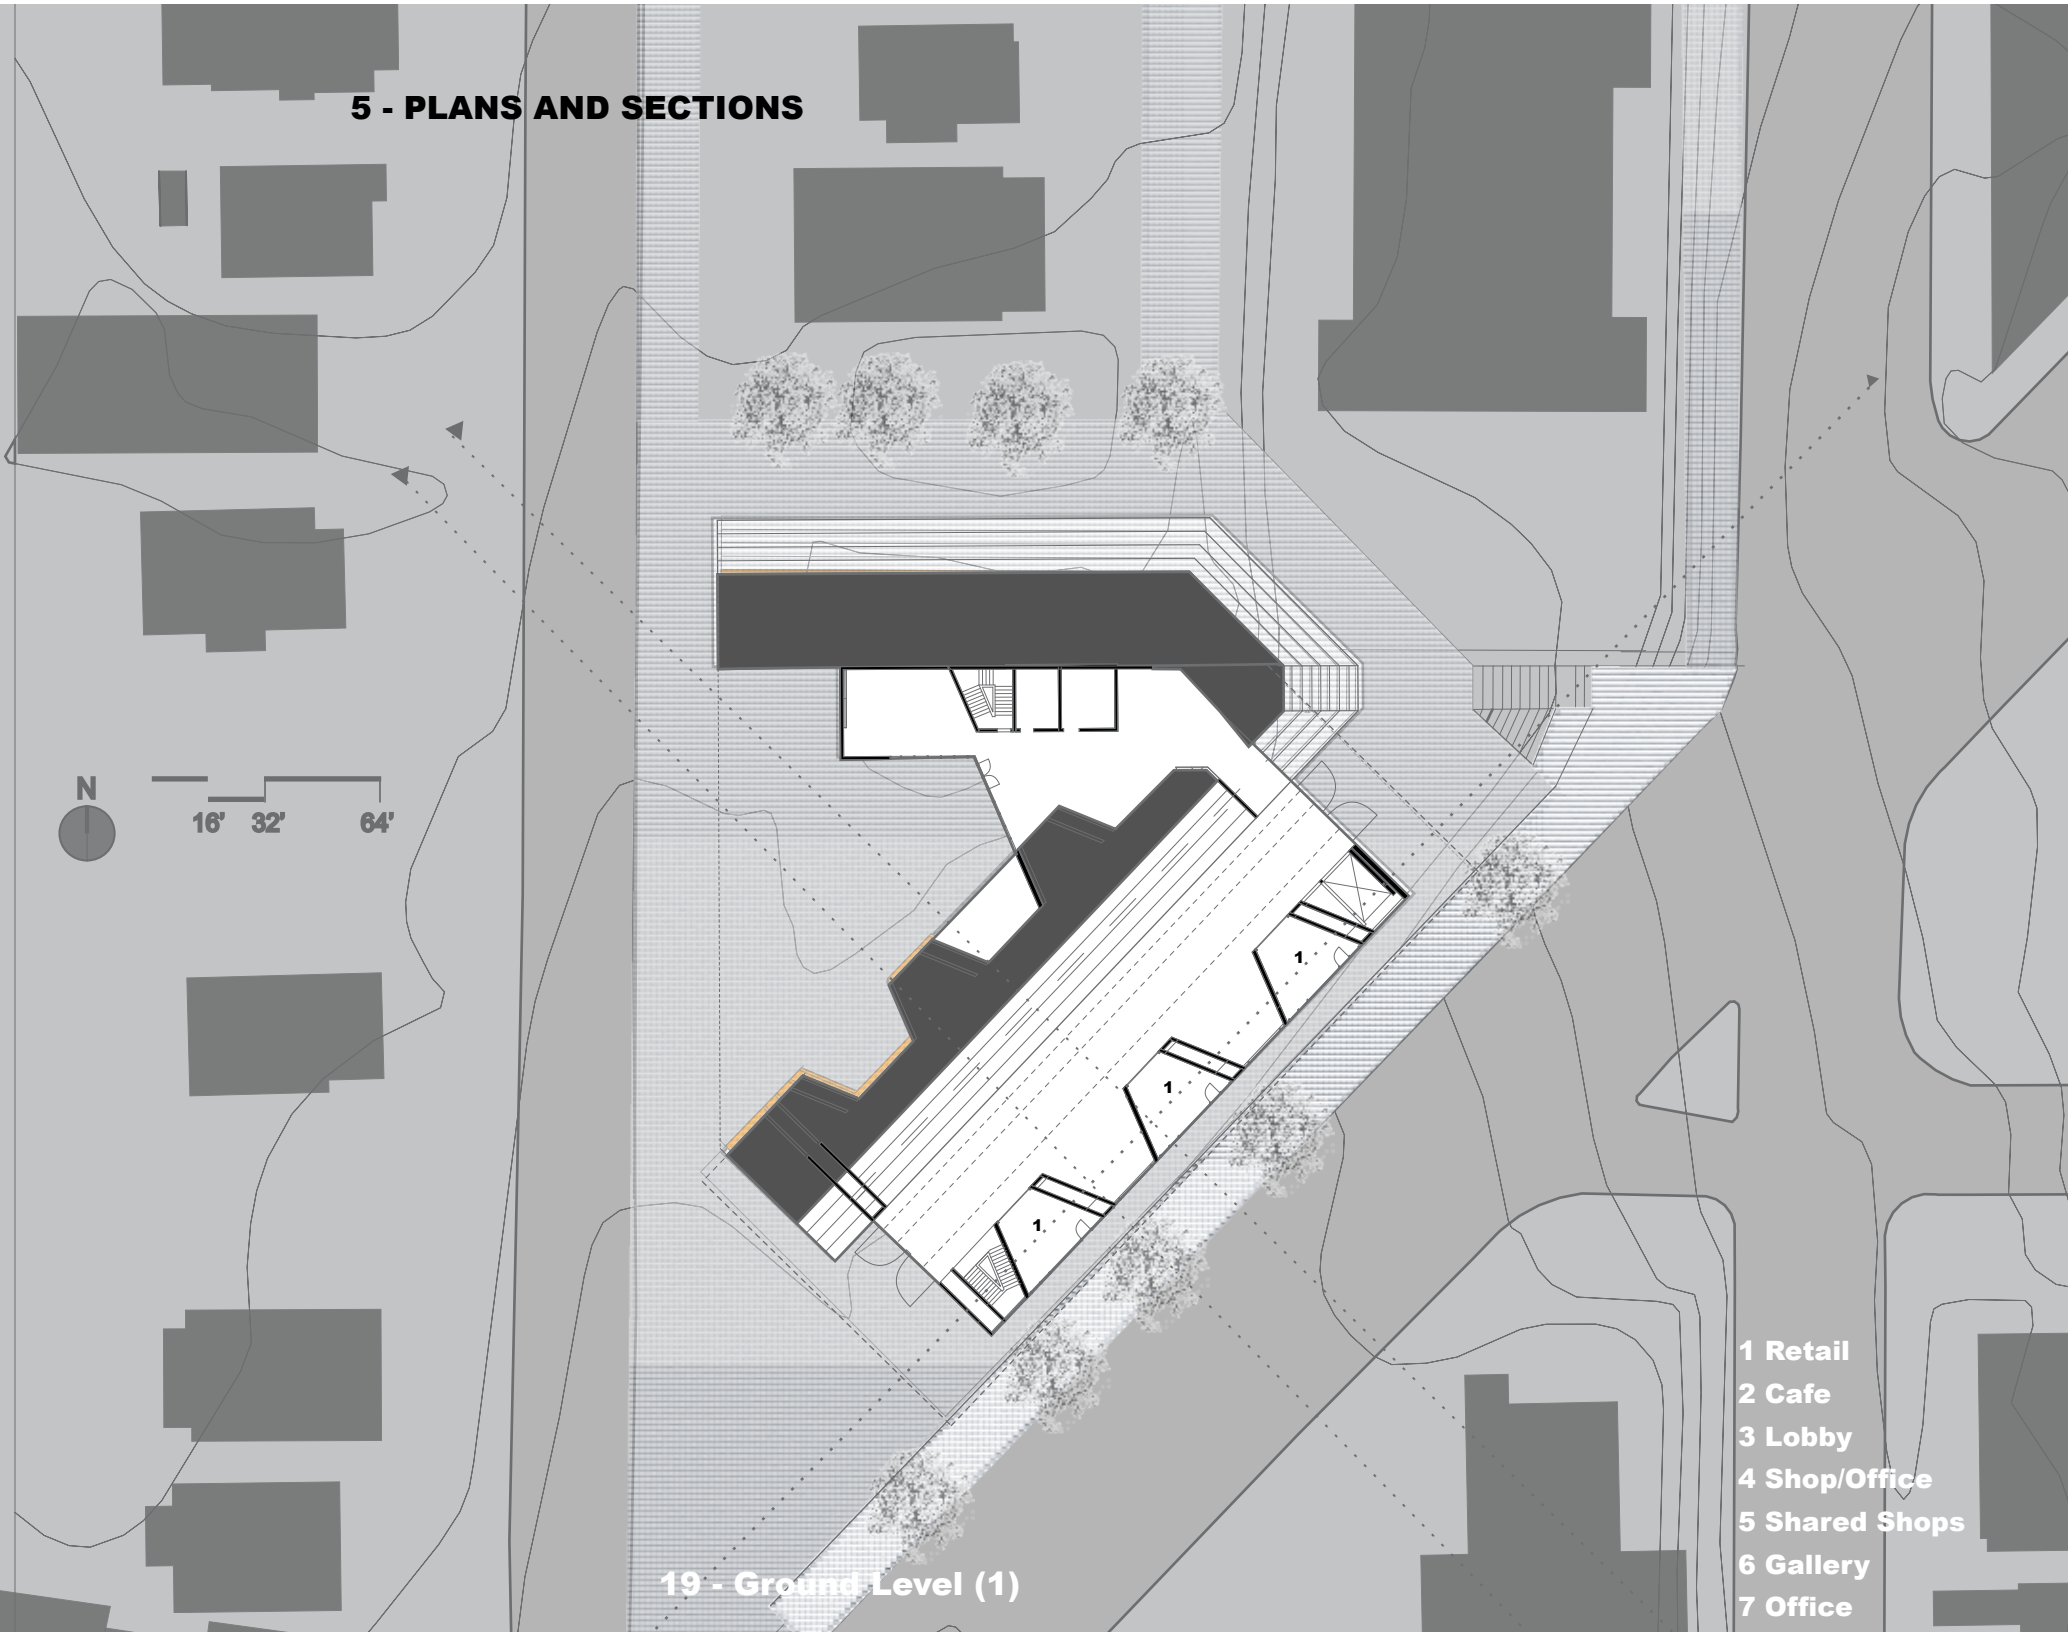 5 - PLANS AND SECTIONS
N
16' 32' 64'
1
1
1
1 Retail
2 Cafe
3 Lobby
4 Shop/Office
5 Shared Shops
6 Gallery
7 Office
19 - Ground Level (1)